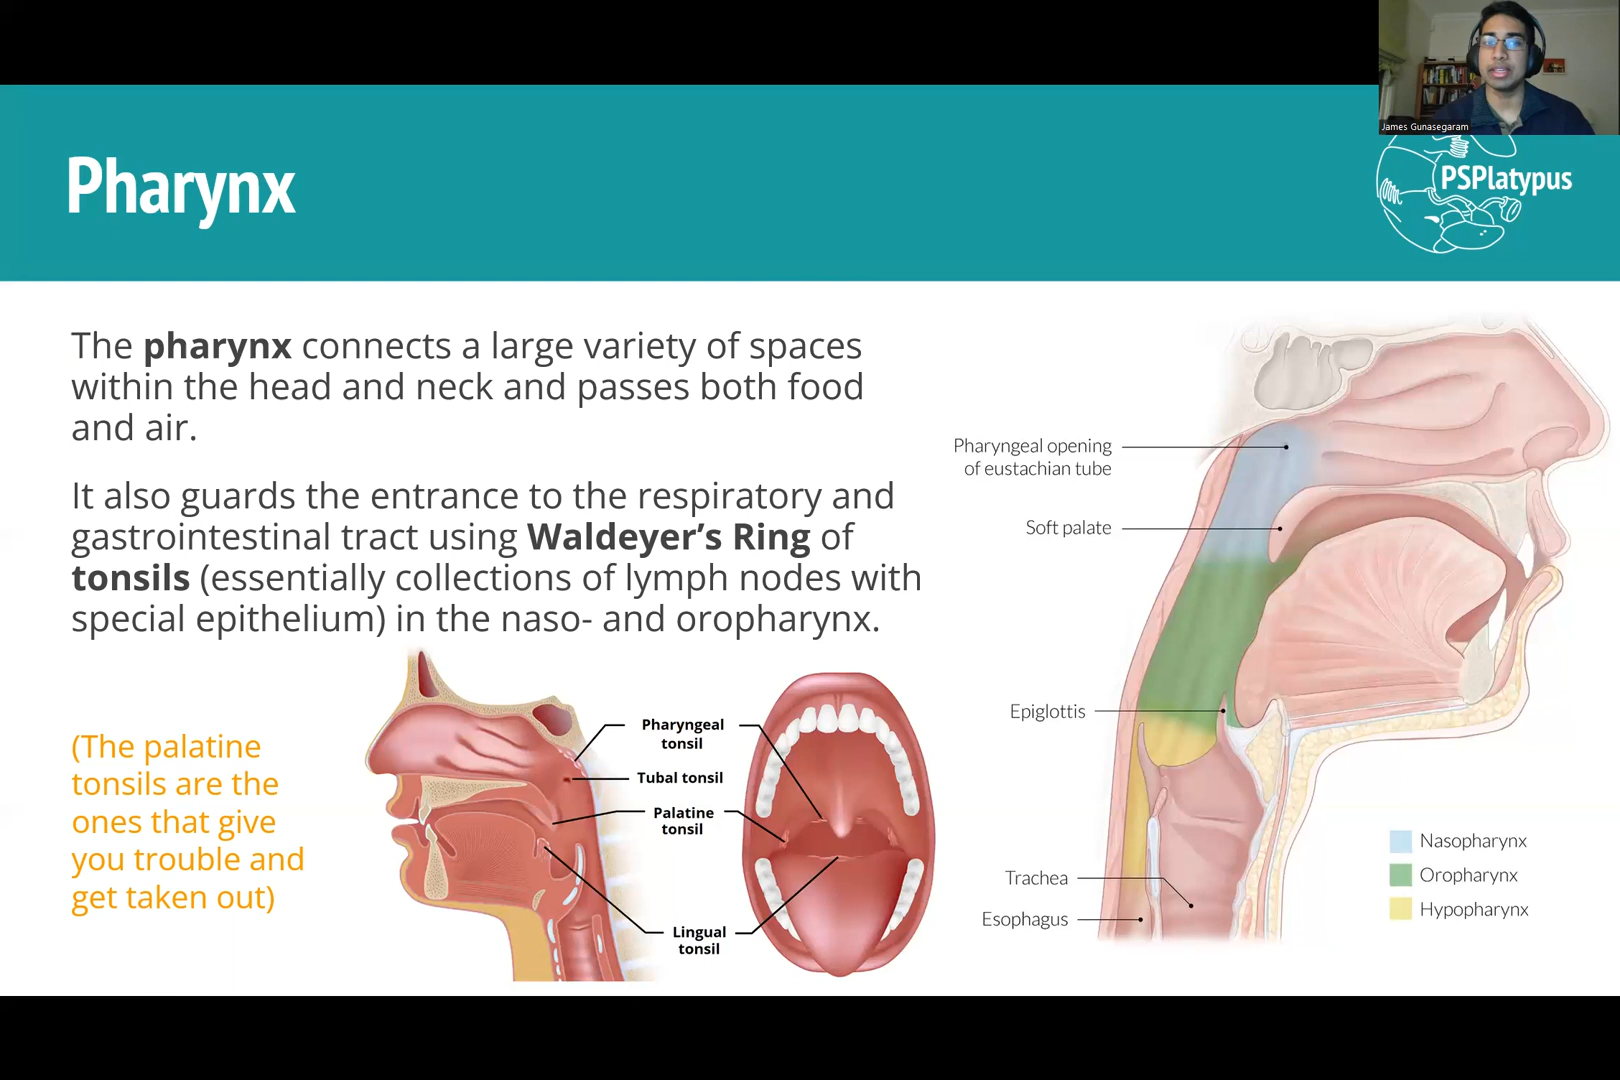 James Gunasegaram
Pharynx
PSPlatypus
The pharynx connects a large variety of spaces
within the head and neck and passes both food
and air.
It also guards the entrance to the respiratory and
gastrointestinal tract using Waldeyer’s Ring of
tonsils (essentially collections of lymph nodes with
special epithelium) in the naso- and oropharynx.
(The palatine
tonsils are the
ones that give
you trouble and
get taken out)
Pharyngeal
tonsil
Tubal tonsil
Palatine
tonsil
Lingual
tonsil
Pharyngeal opening
of eustachian tube
Soft palate
Epiglottis
Trachea
Esophagus
Nasopharynx
Oropharynx
Hypopharynx